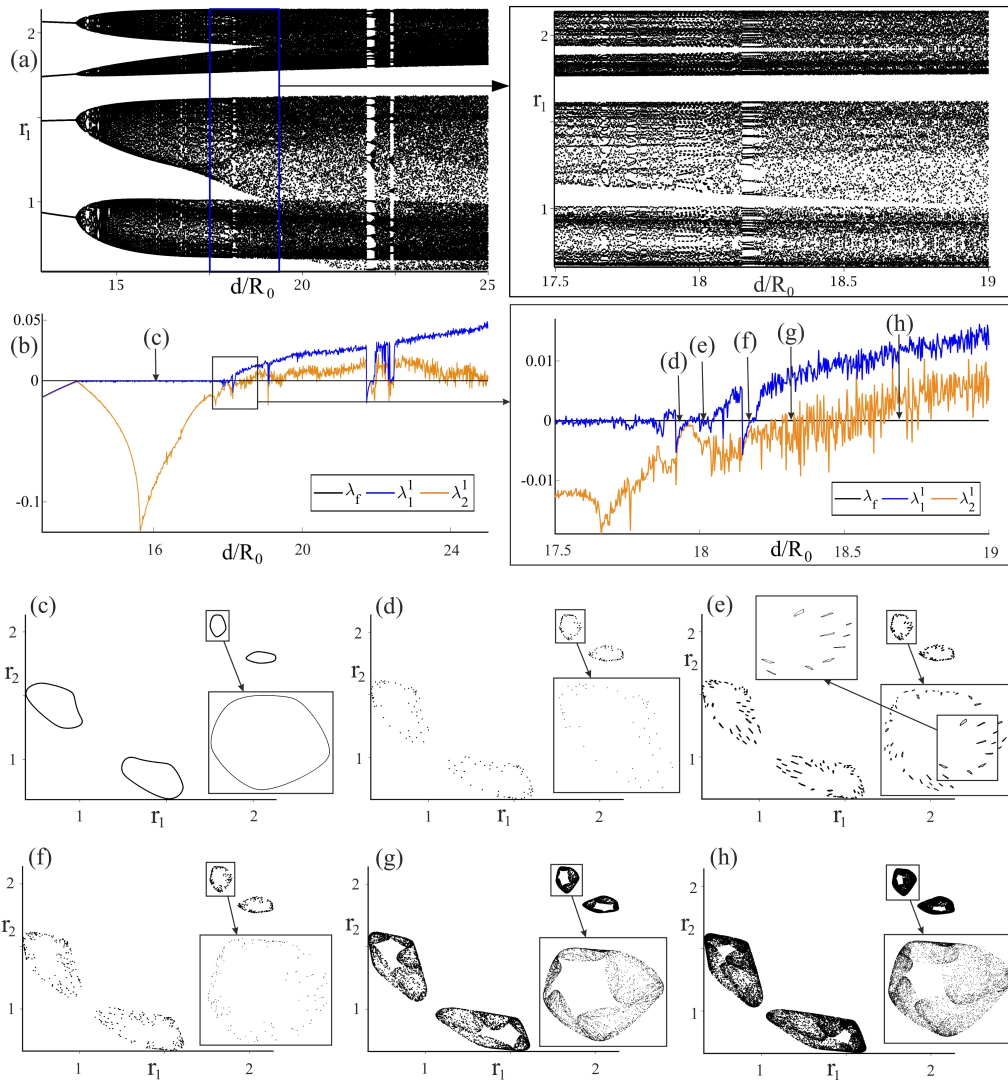 (a)
r₁
2
1
15
20
25
d/R₀
r₁
2
1
17.5
18
18.5
19
d/R₀
(b)
0.05
0
-0.1
(c)
16
20
24
d/R₀
λ_f λ₁¹ λ₂¹
0.01
0
-0.01
(d)
(e)
(f)
(g)
(h)
17.5
18
18.5
19
d/R₀
λ_f λ₁¹ λ₂¹
(c)
2
r₂
1
1
r₁
2
(d)
2
r₂
1
1
r₁
2
(e)
2
r₂
1
1
r₁
2
(f)
2
r₂
1
1
r₁
2
(g)
2
r₂
1
1
r₁
2
(h)
2
r₂
1
1
r₁
2